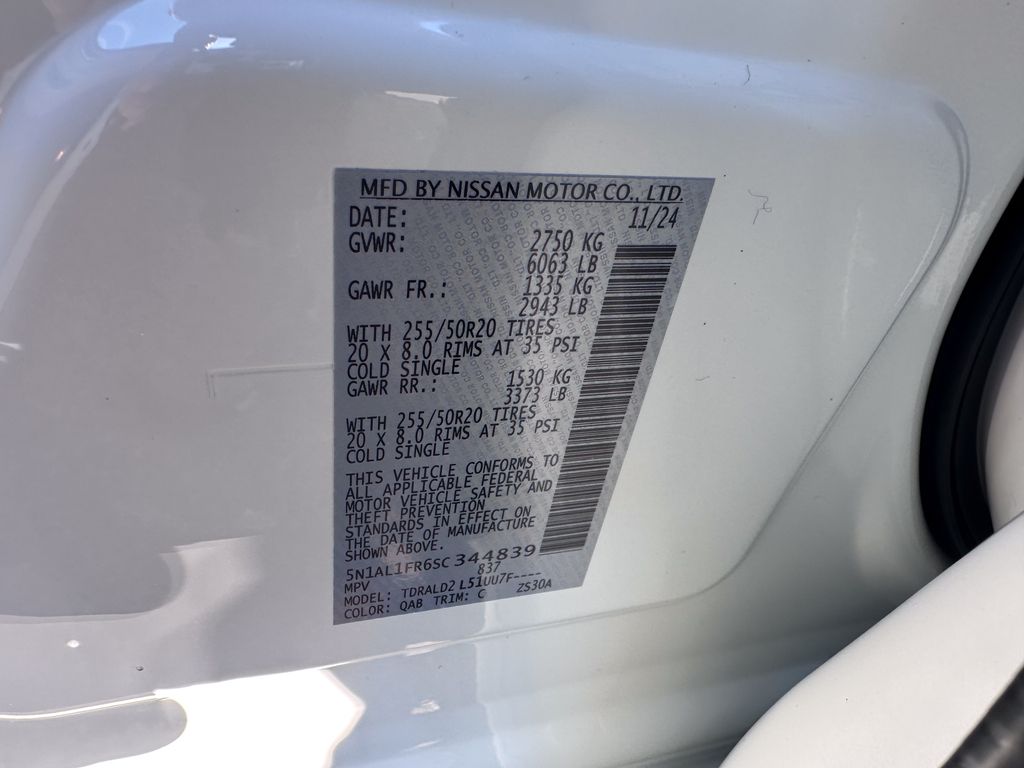 MFD BY NISSAN MOTOR CO., LTD.
DATE: 11/24
GVWR: 2750 KG
6063 LB
GAWR FR.: 1335 KG
2943 LB
WITH 255/50R20 TIRES
20 X 8.0 RIMS AT 35 PSI
COLD SINGLE
GAWR RR.: 1530 KG
3373 LB
WITH 255/50R20 TIRES
20 X 8.0 RIMS AT 35 PSI
COLD SINGLE
THIS VEHICLE CONFORMS TO
ALL APPLICABLE FEDERAL
MOTOR VEHICLE SAFETY AND
THEFT PREVENTION
STANDARDS IN EFFECT ON
THE DATE OF MANUFACTURE
SHOWN ABOVE.
5N1AL1FR6SC344839
MPV 837
MODEL: TDRALD2 L51UU7F----
COLOR: QAB TRIM: C ZS30A